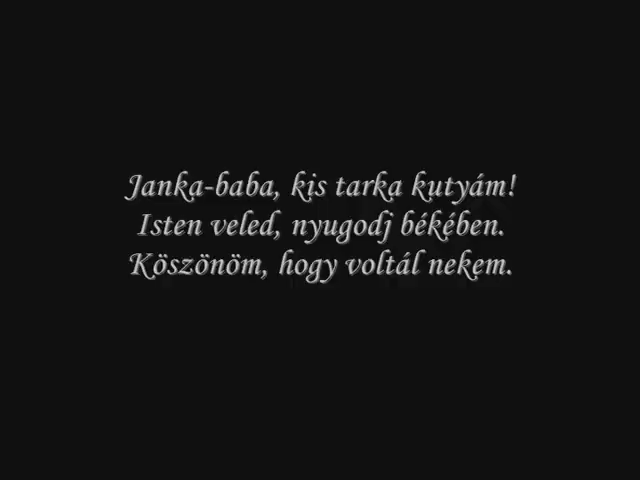 Janka-baba, kis tarka kutyám!
Isten veled, nyugodj békében.
Köszönöm, hogy voltál nekem.